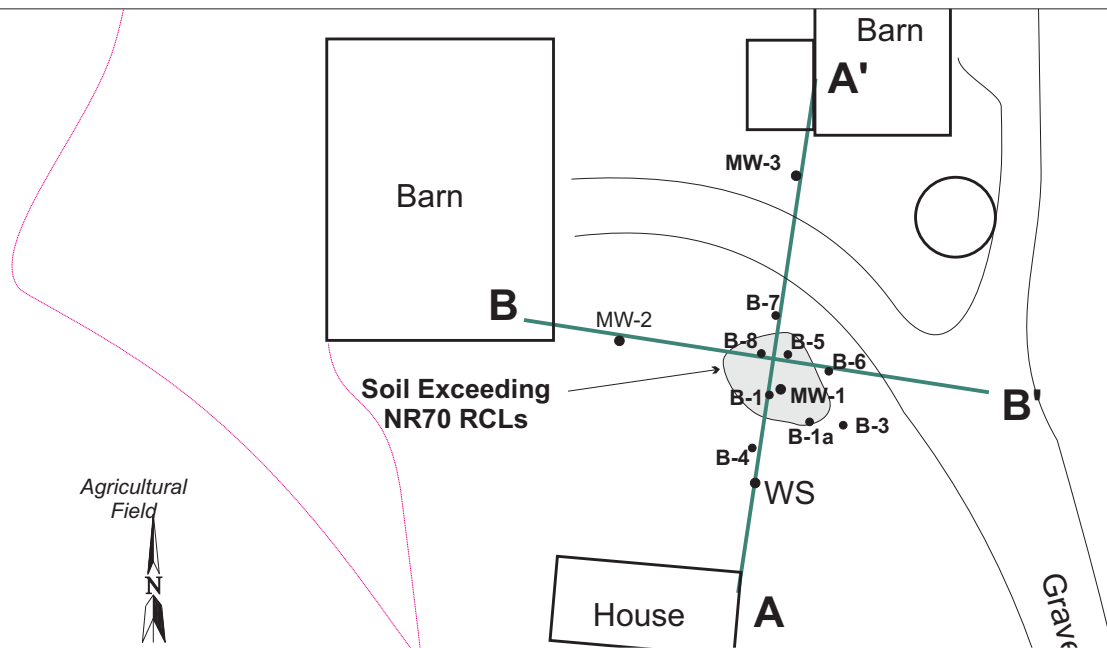 Barn
A'
MW-3
Barn
B
MW-2
B-7
B-8
B-5
B-6
Soil Exceeding
NR70 RCLs
B-1
MW-1
B'
B-1a
B-3
B-4
WS
Agricultural
Field
N
House
A
Grave